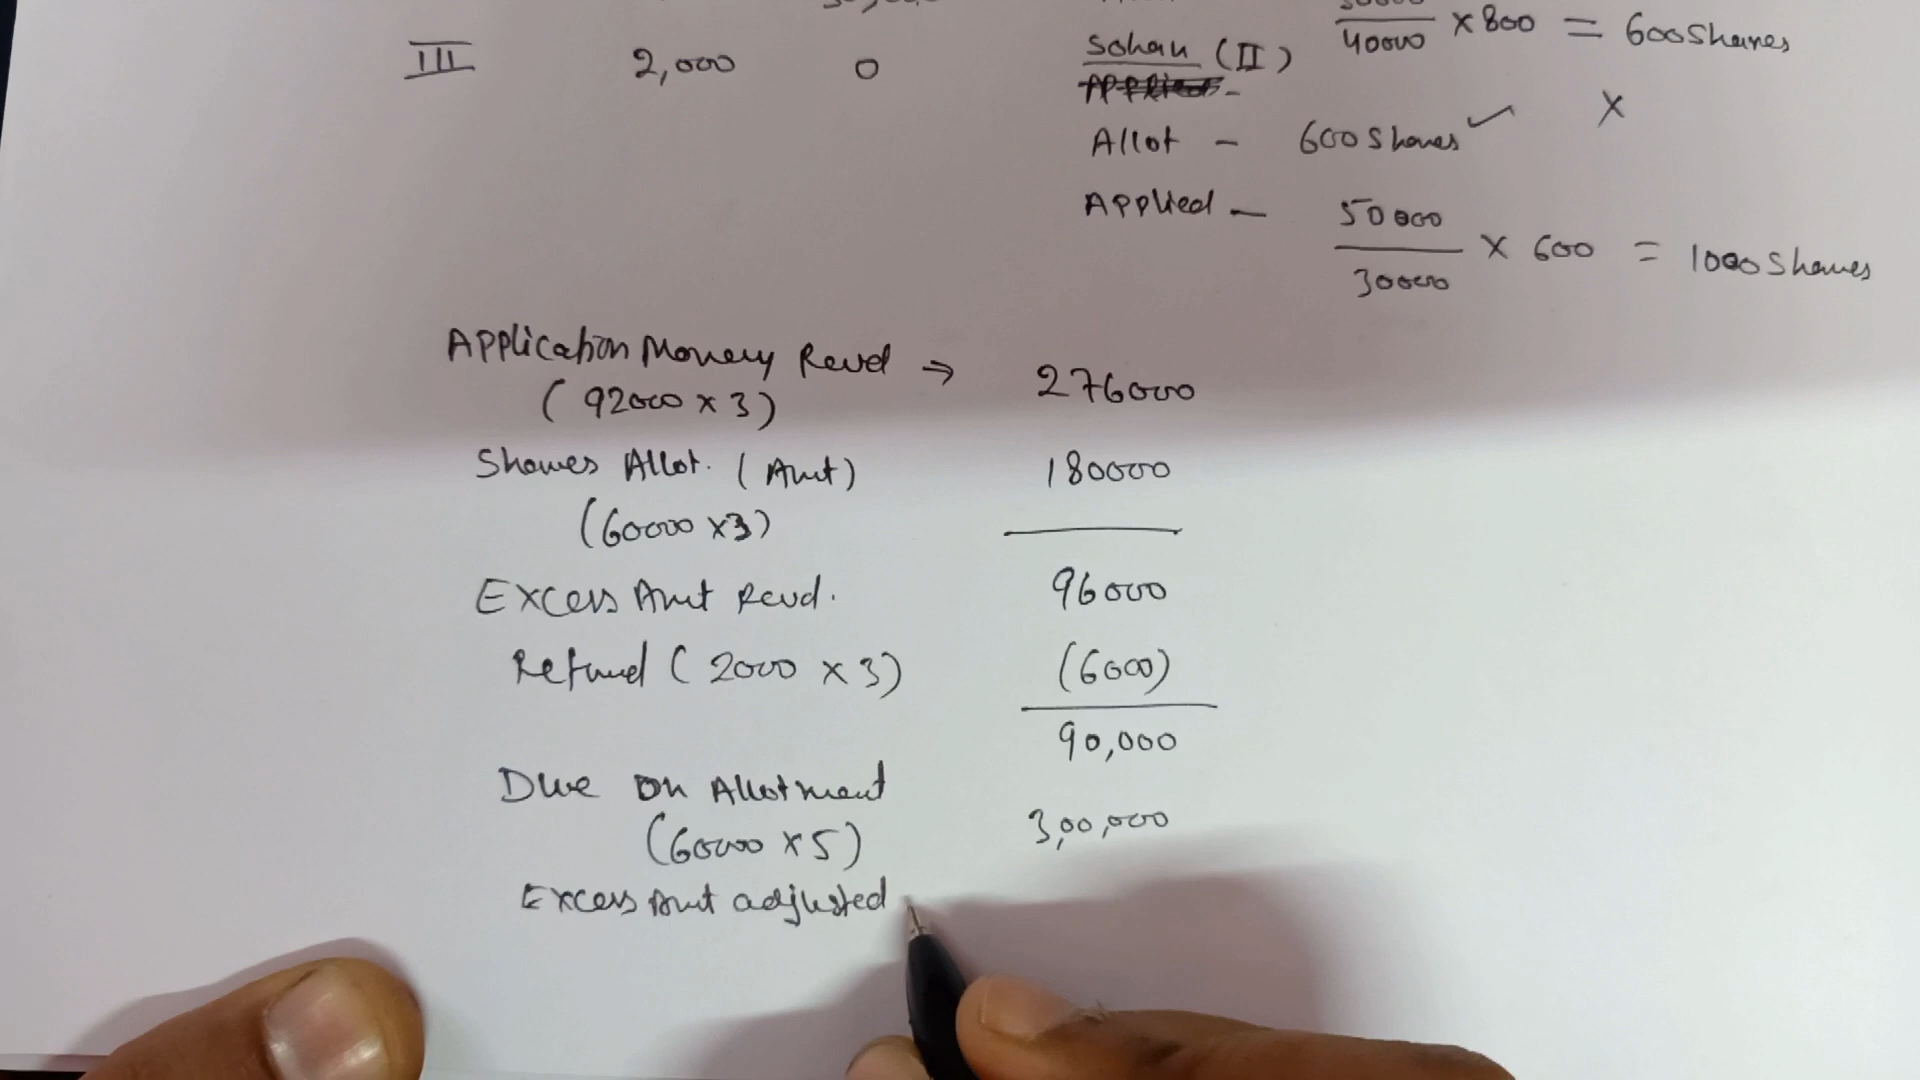 III 2,000 0
40000 × 800 = 600 Shares
Sohan (II)
Allot - 600 Shares ✓ X
Applied - 50000 / 30000 × 600 = 1000 Shares
Application Money Recvd → 276000
(92000 × 3)
Shares Allot. (Amt) 180000
(60000 × 3)
Excess Amt Recvd. 96000
Refund (2000 × 3) (6000)
90,000
Due on Allotment
(60000 × 5) 3,00,000
Excess Amt adjusted